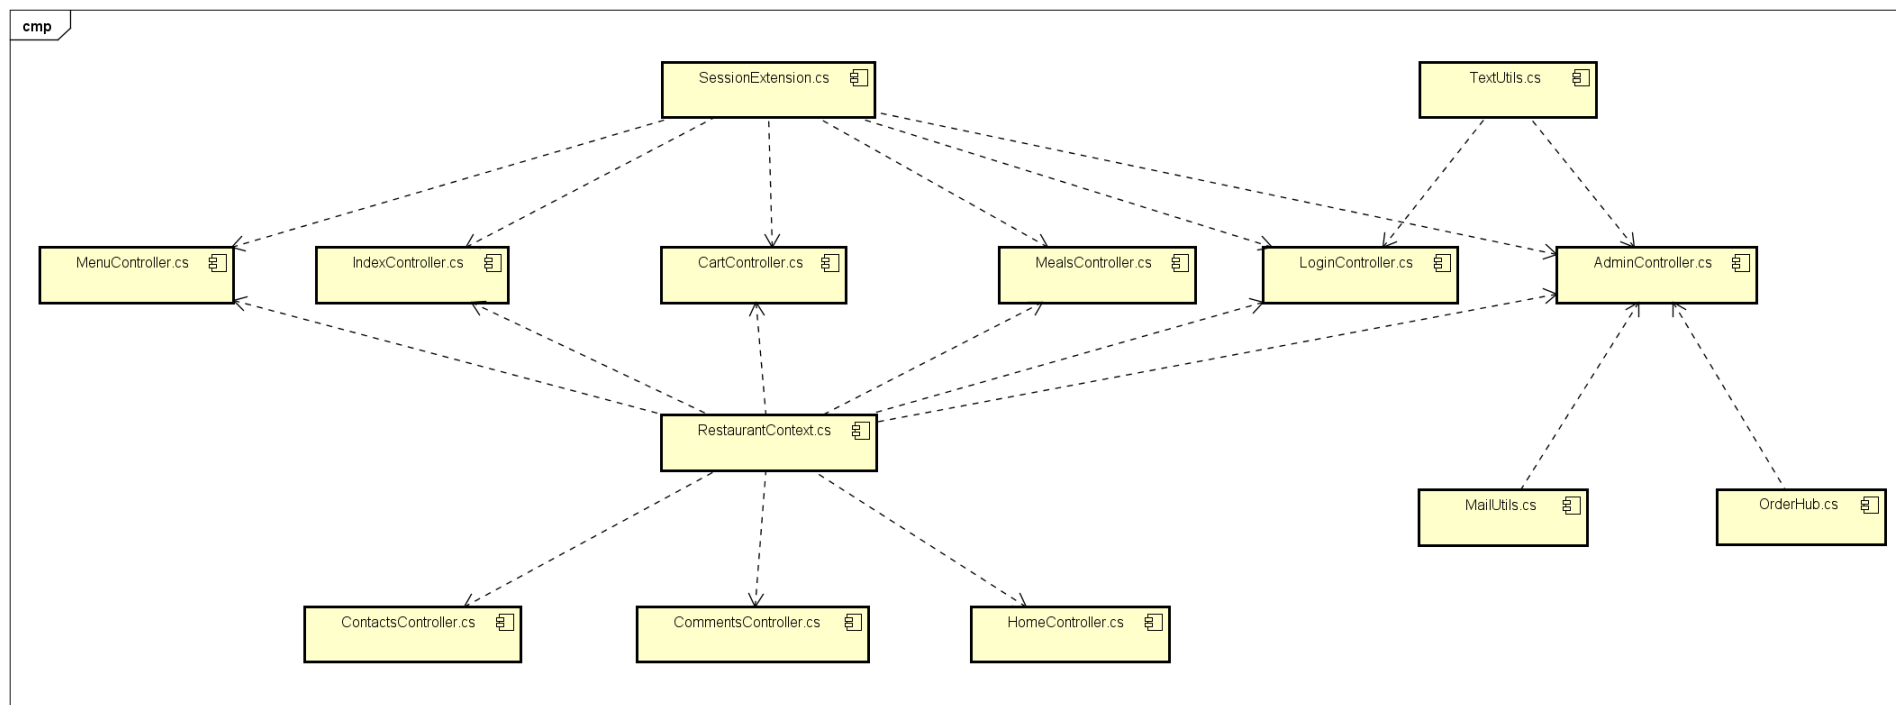 cmp
SessionExtension.cs
TextUtils.cs
MenuController.cs
IndexController.cs
CartController.cs
MealsController.cs
LoginController.cs
AdminController.cs
RestaurantContext.cs
MailUtils.cs
OrderHub.cs
ContactsController.cs
CommentsController.cs
HomeController.cs